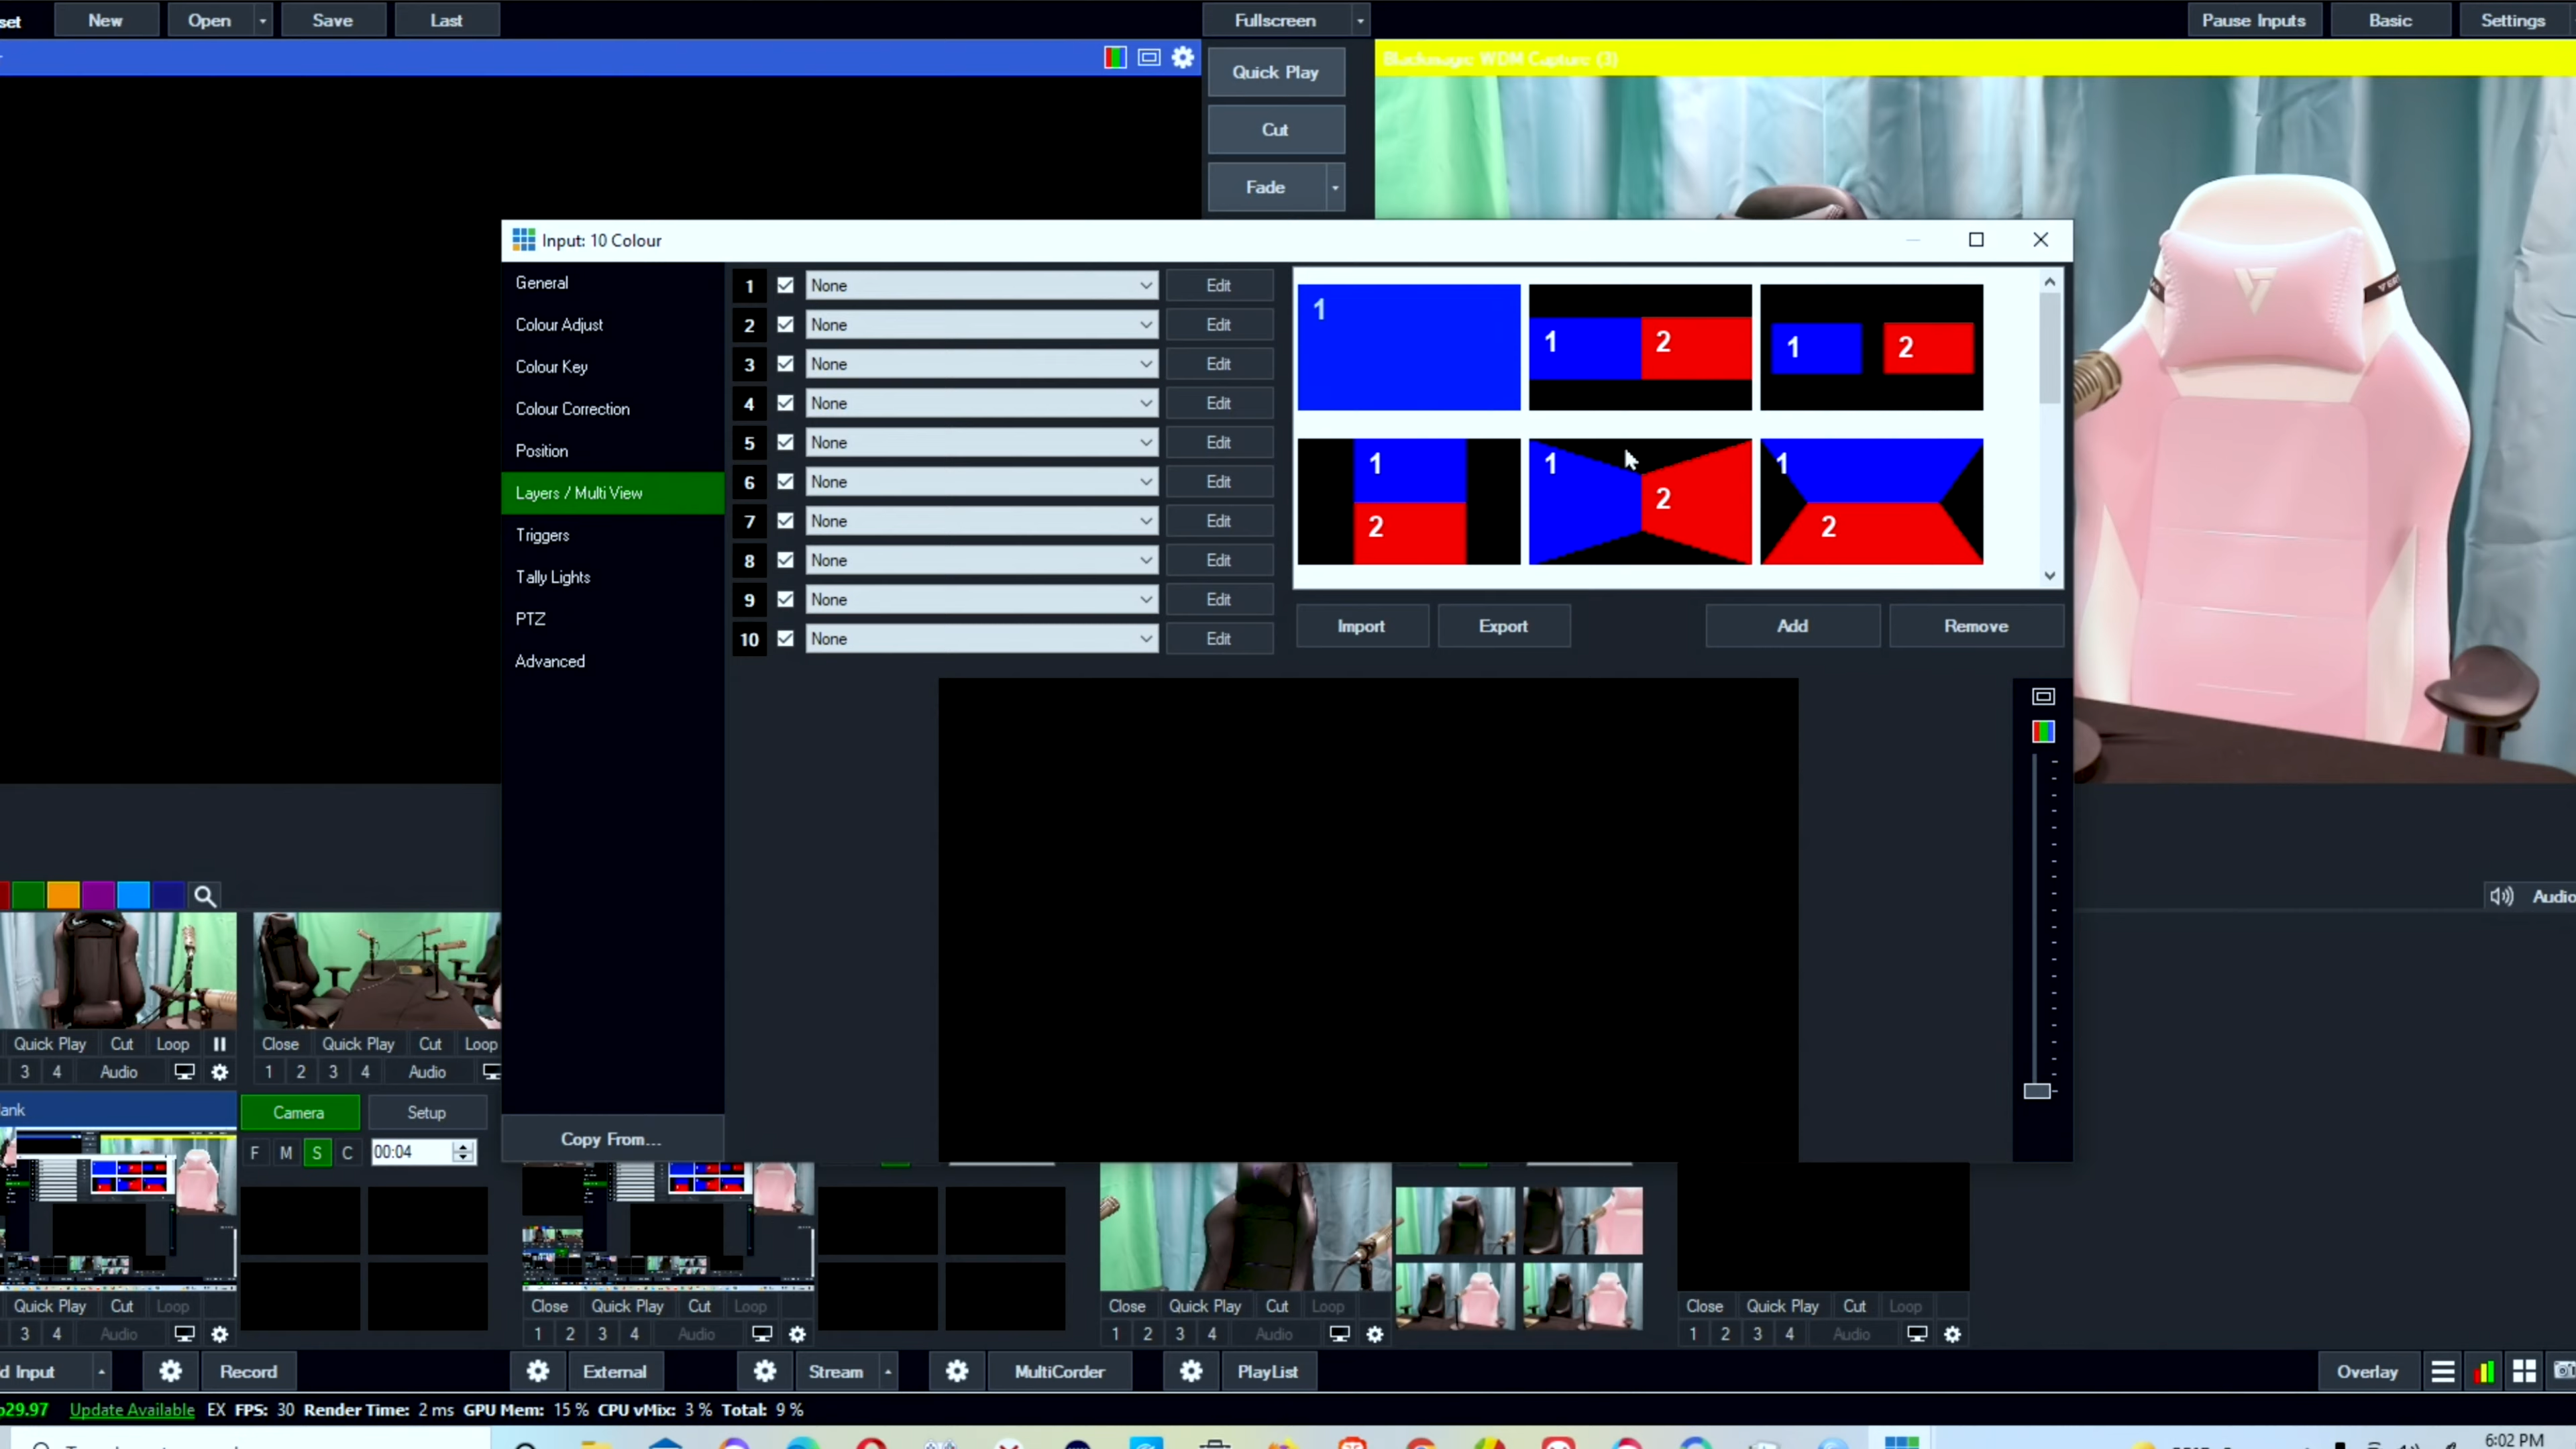 set New Open Save Last Fullscreen Pause Inputs Basic Settings
Quick Play
Blackmagic WDM Capture (3)
Cut
Fade
Input: 10 Colour
General
Colour Adjust
Colour Key
Colour Correction
Position
Layers / Multi View
Triggers
Tally Lights
PTZ
Advanced
Copy From...
1 None Edit
2 None Edit
3 None Edit
4 None Edit
5 None Edit
6 None Edit
7 None Edit
8 None Edit
9 None Edit
10 None Edit
1 1 2 1 2
1 1 1
2 2 2
Import Export Add Remove
Audio
Quick Play Cut Loop Close Quick Play Cut Loop
3 4 Audio 1 2 3 4 Audio
lank Camera Setup
F M S C 00:04
Quick Play Cut Loop Close Quick Play Cut Loop Close Quick Play Cut Loop Close Quick Play Cut Loop
3 4 Audio 1 2 3 4 Audio 1 2 3 4 Audio 1 2 3 4 Audio
d Input Record External Stream MultiCorder PlayList Overlay
29.97 Update Available EX FPS: 30 Render Time: 2 ms GPU Mem: 15 % CPU vMix: 3 % Total: 9 %
6:02 PM